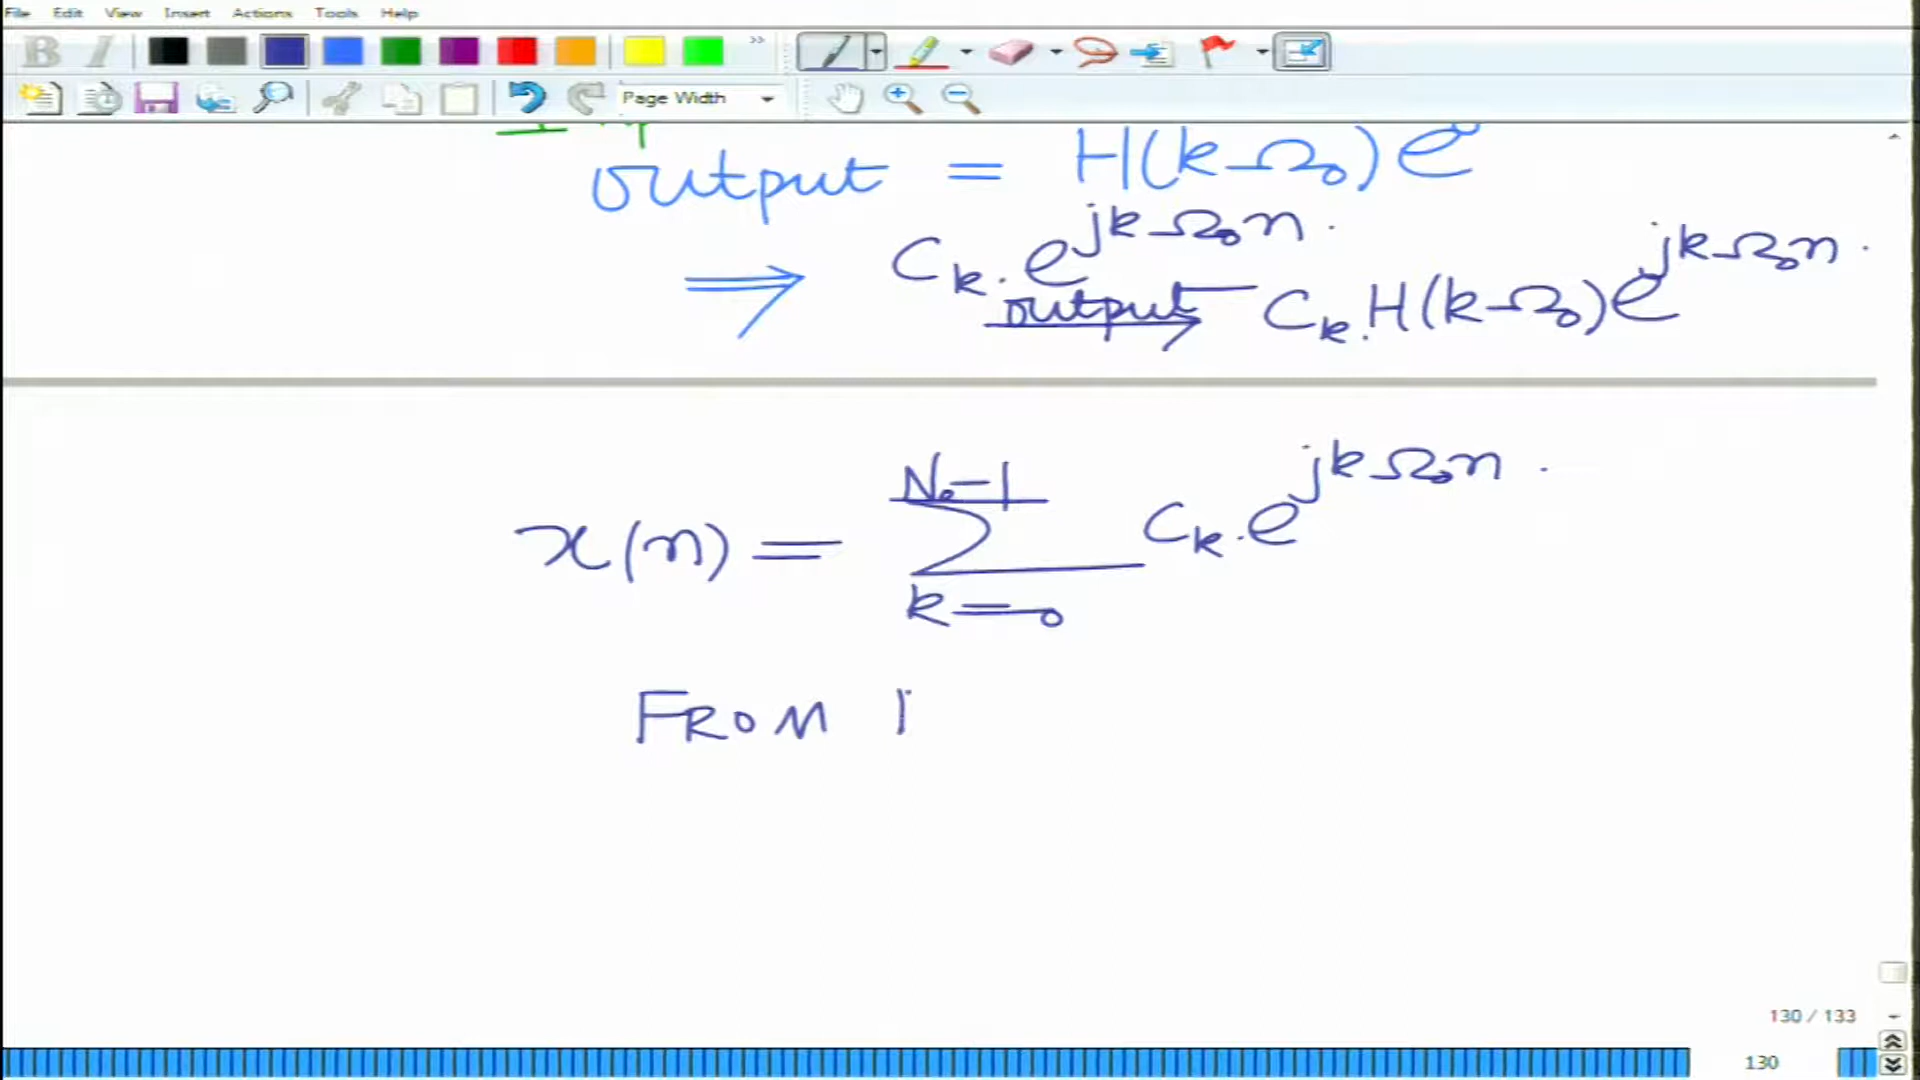 File Edit View Insert Actions Tools Help
B I
Page Width
output = H(kΩ₀) e
⇒ Cₖ. e^{jkΩ₀n}.
output Cₖ. H(kΩ₀) e^{jkΩ₀n}.
x(n) = ∑_{k=0}^{N₀-1} Cₖ. e^{jkΩ₀n}.
FROM
130 / 133
130